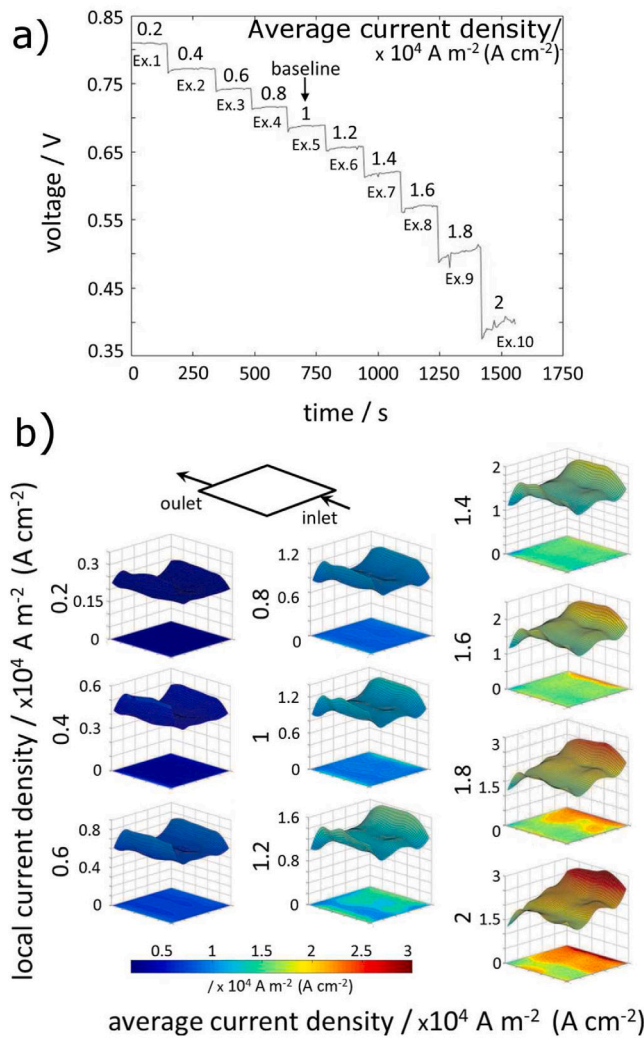 a)
0.85
0.75
0.65
0.55
0.45
0.35
voltage / V
0
250
500
750
1000
1250
1500
1750
time / s
Average current density/
x 10⁴ A m⁻² (A cm⁻²)
0.2
Ex.1
0.4
Ex.2
0.6
Ex.3
0.8
Ex.4
baseline
1
Ex.5
1.2
Ex.6
1.4
Ex.7
1.6
Ex.8
1.8
Ex.9
2
Ex.10
b)
oulet
inlet
local current density / x10⁴ A m⁻² (A cm⁻²)
0.2
0.3
0.15
0
0.4
0.6
0.3
0
0.6
0.9
0.4
0
0.8
1.2
0.6
0
1
1.2
0.6
0
1.2
1.6
0.8
0
1.4
2
1
0
1.6
2
1
0
1.8
3
1.5
0
2
3
1.5
0
0.5 1 1.5 2 2.5 3
/ x 10⁴ A m⁻² (A cm⁻²)
average current density / x10⁴ A m⁻² (A cm⁻²)